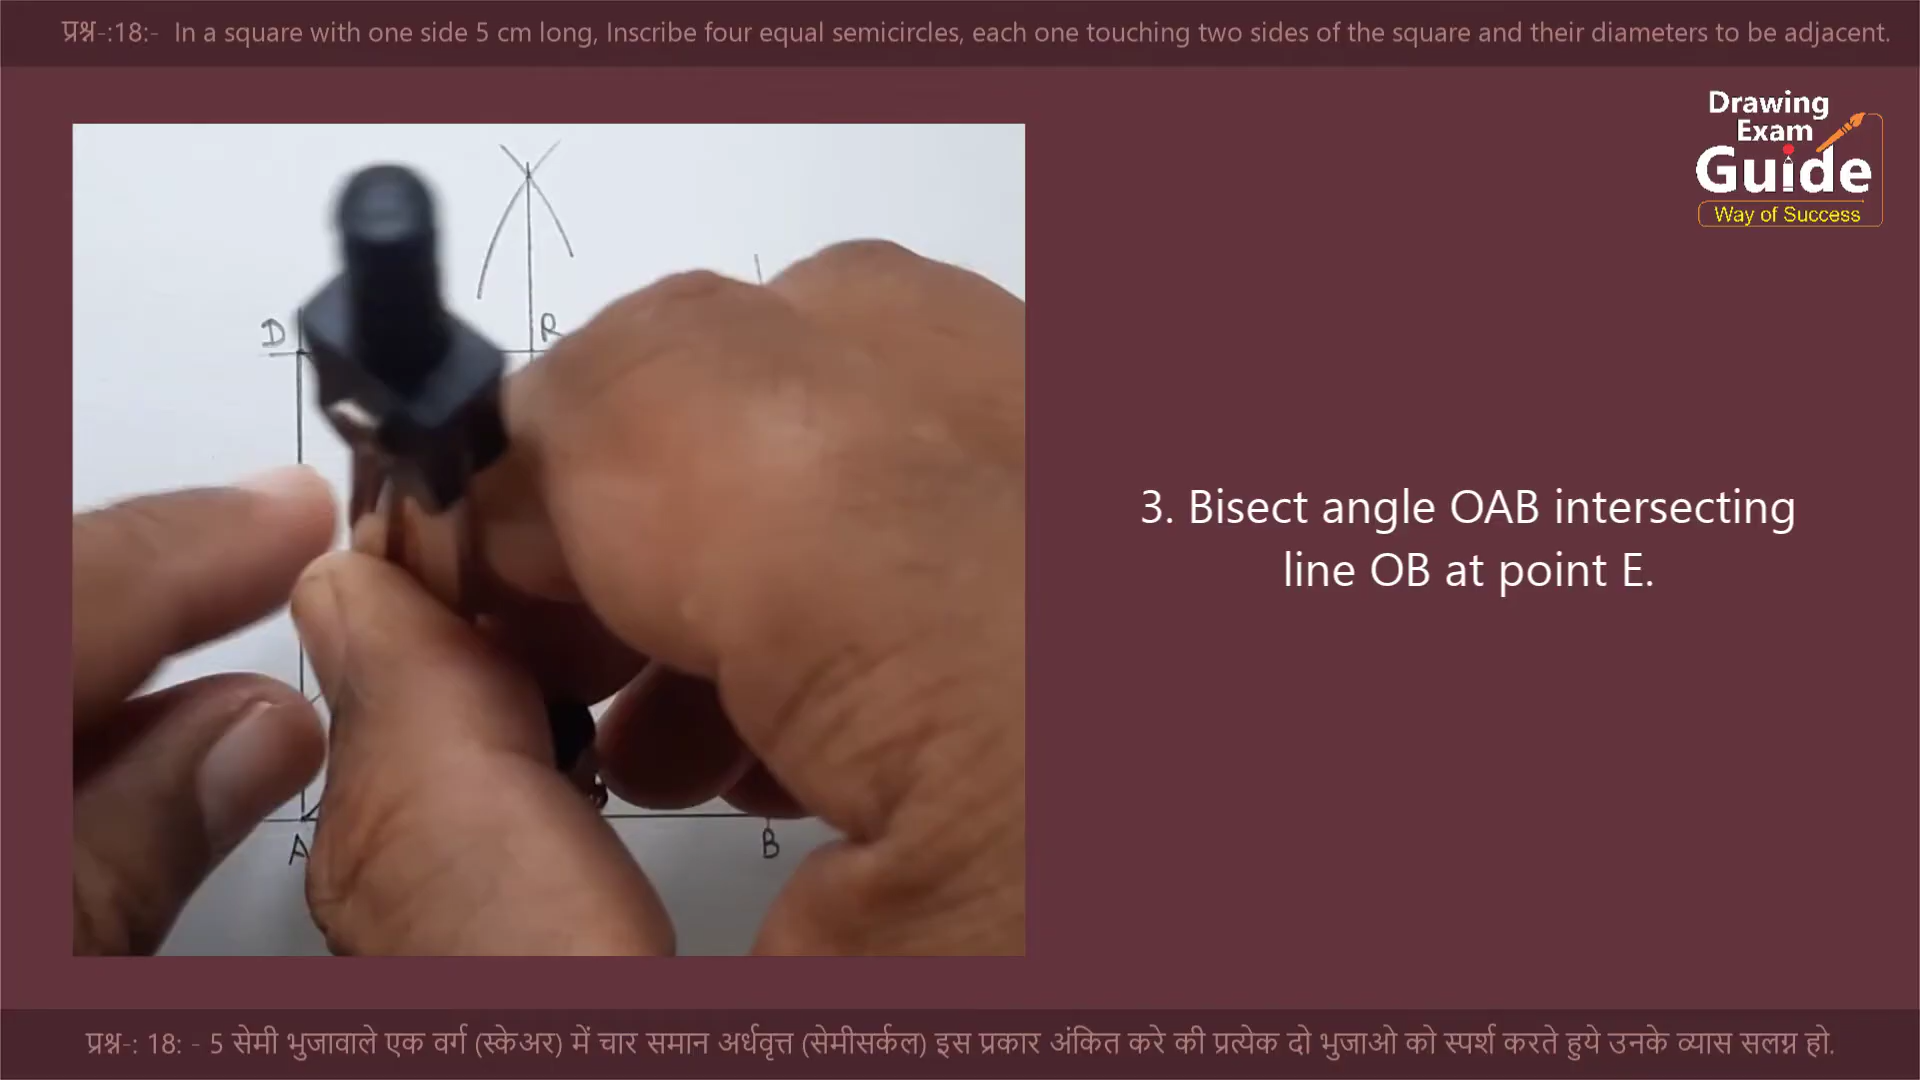 प्रश्न-:18:- In a square with one side 5 cm long, Inscribe four equal semicircles, each one touching two sides of the square and their diameters to be adjacent.
Drawing
Exam
Guide
Way of Success
D
R
3. Bisect angle OAB intersecting
line OB at point E.
A
B
प्रश्न-: 18: - 5 सेमी भुजावाले एक वर्ग (स्केअर) में चार समान अर्धवृत्त (सेमीसर्कल) इस प्रकार अंकित करे की प्रत्येक दो भुजाओ को स्पर्श करते हुये उनके व्यास सलग्न हो.